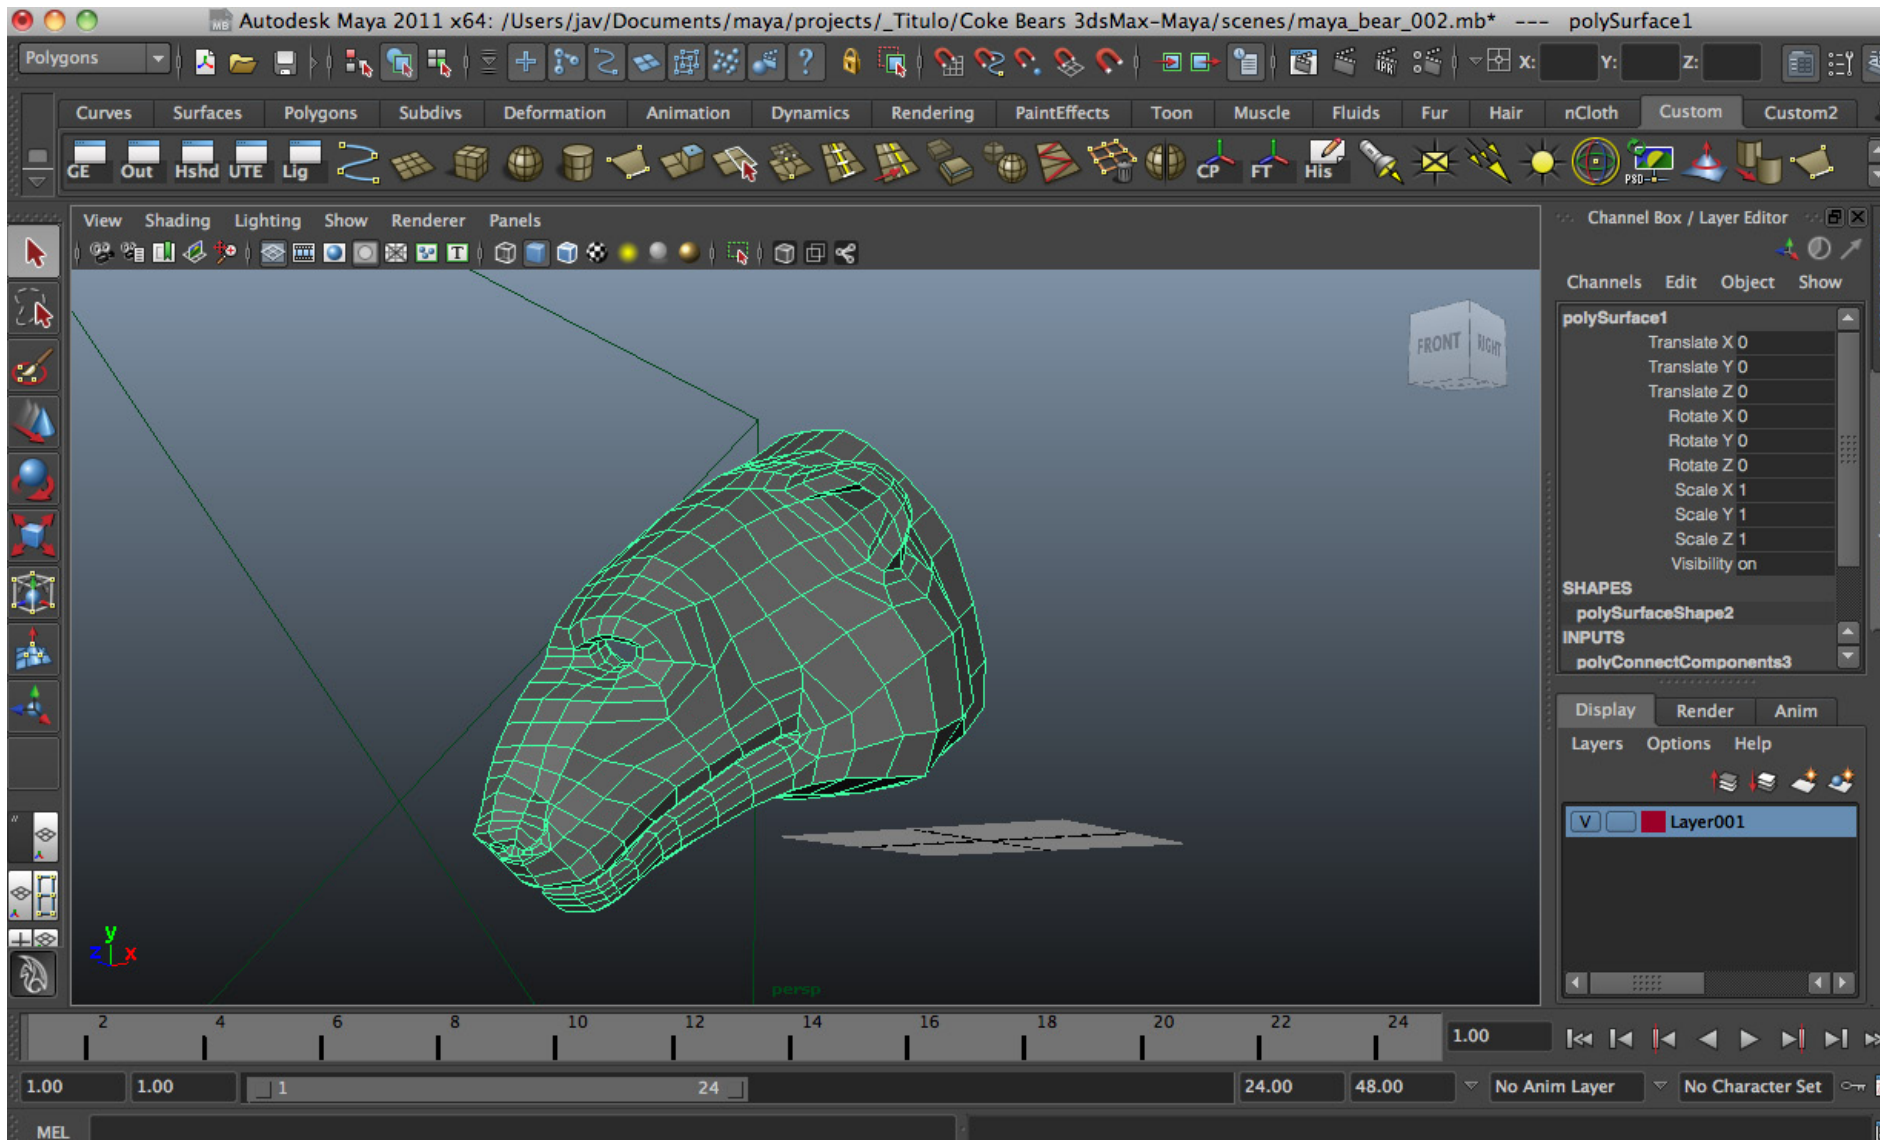 Autodesk Maya 2011 x64: /Users/jav/Documents/maya/projects/_Titulo/Coke Bears 3dsMax-Maya/scenes/maya_bear_002.mb* --- polySurface1
Polygons X: Y: Z:
Curves Surfaces Polygons Subdivs Deformation Animation Dynamics Rendering PaintEffects Toon Muscle Fluids Fur Hair nCloth Custom Custom2
GE Out Hshd UTE Lig CP FT His PSD
View Shading Lighting Show Renderer Panels
Channel Box / Layer Editor
Channels Edit Object Show
polySurface1
Translate X 0
Translate Y 0
Translate Z 0
Rotate X 0
Rotate Y 0
Rotate Z 0
Scale X 1
Scale Y 1
Scale Z 1
Visibility on
SHAPES
polySurfaceShape2
INPUTS
polyConnectComponents3
FRONT RIGHT
Display Render Anim
Layers Options Help
V Layer001
y
z x
persp
2 4 6 8 10 12 14 16 18 20 22 24
1.00
1.00 1.00 1 24 24.00 48.00 No Anim Layer No Character Set
MEL